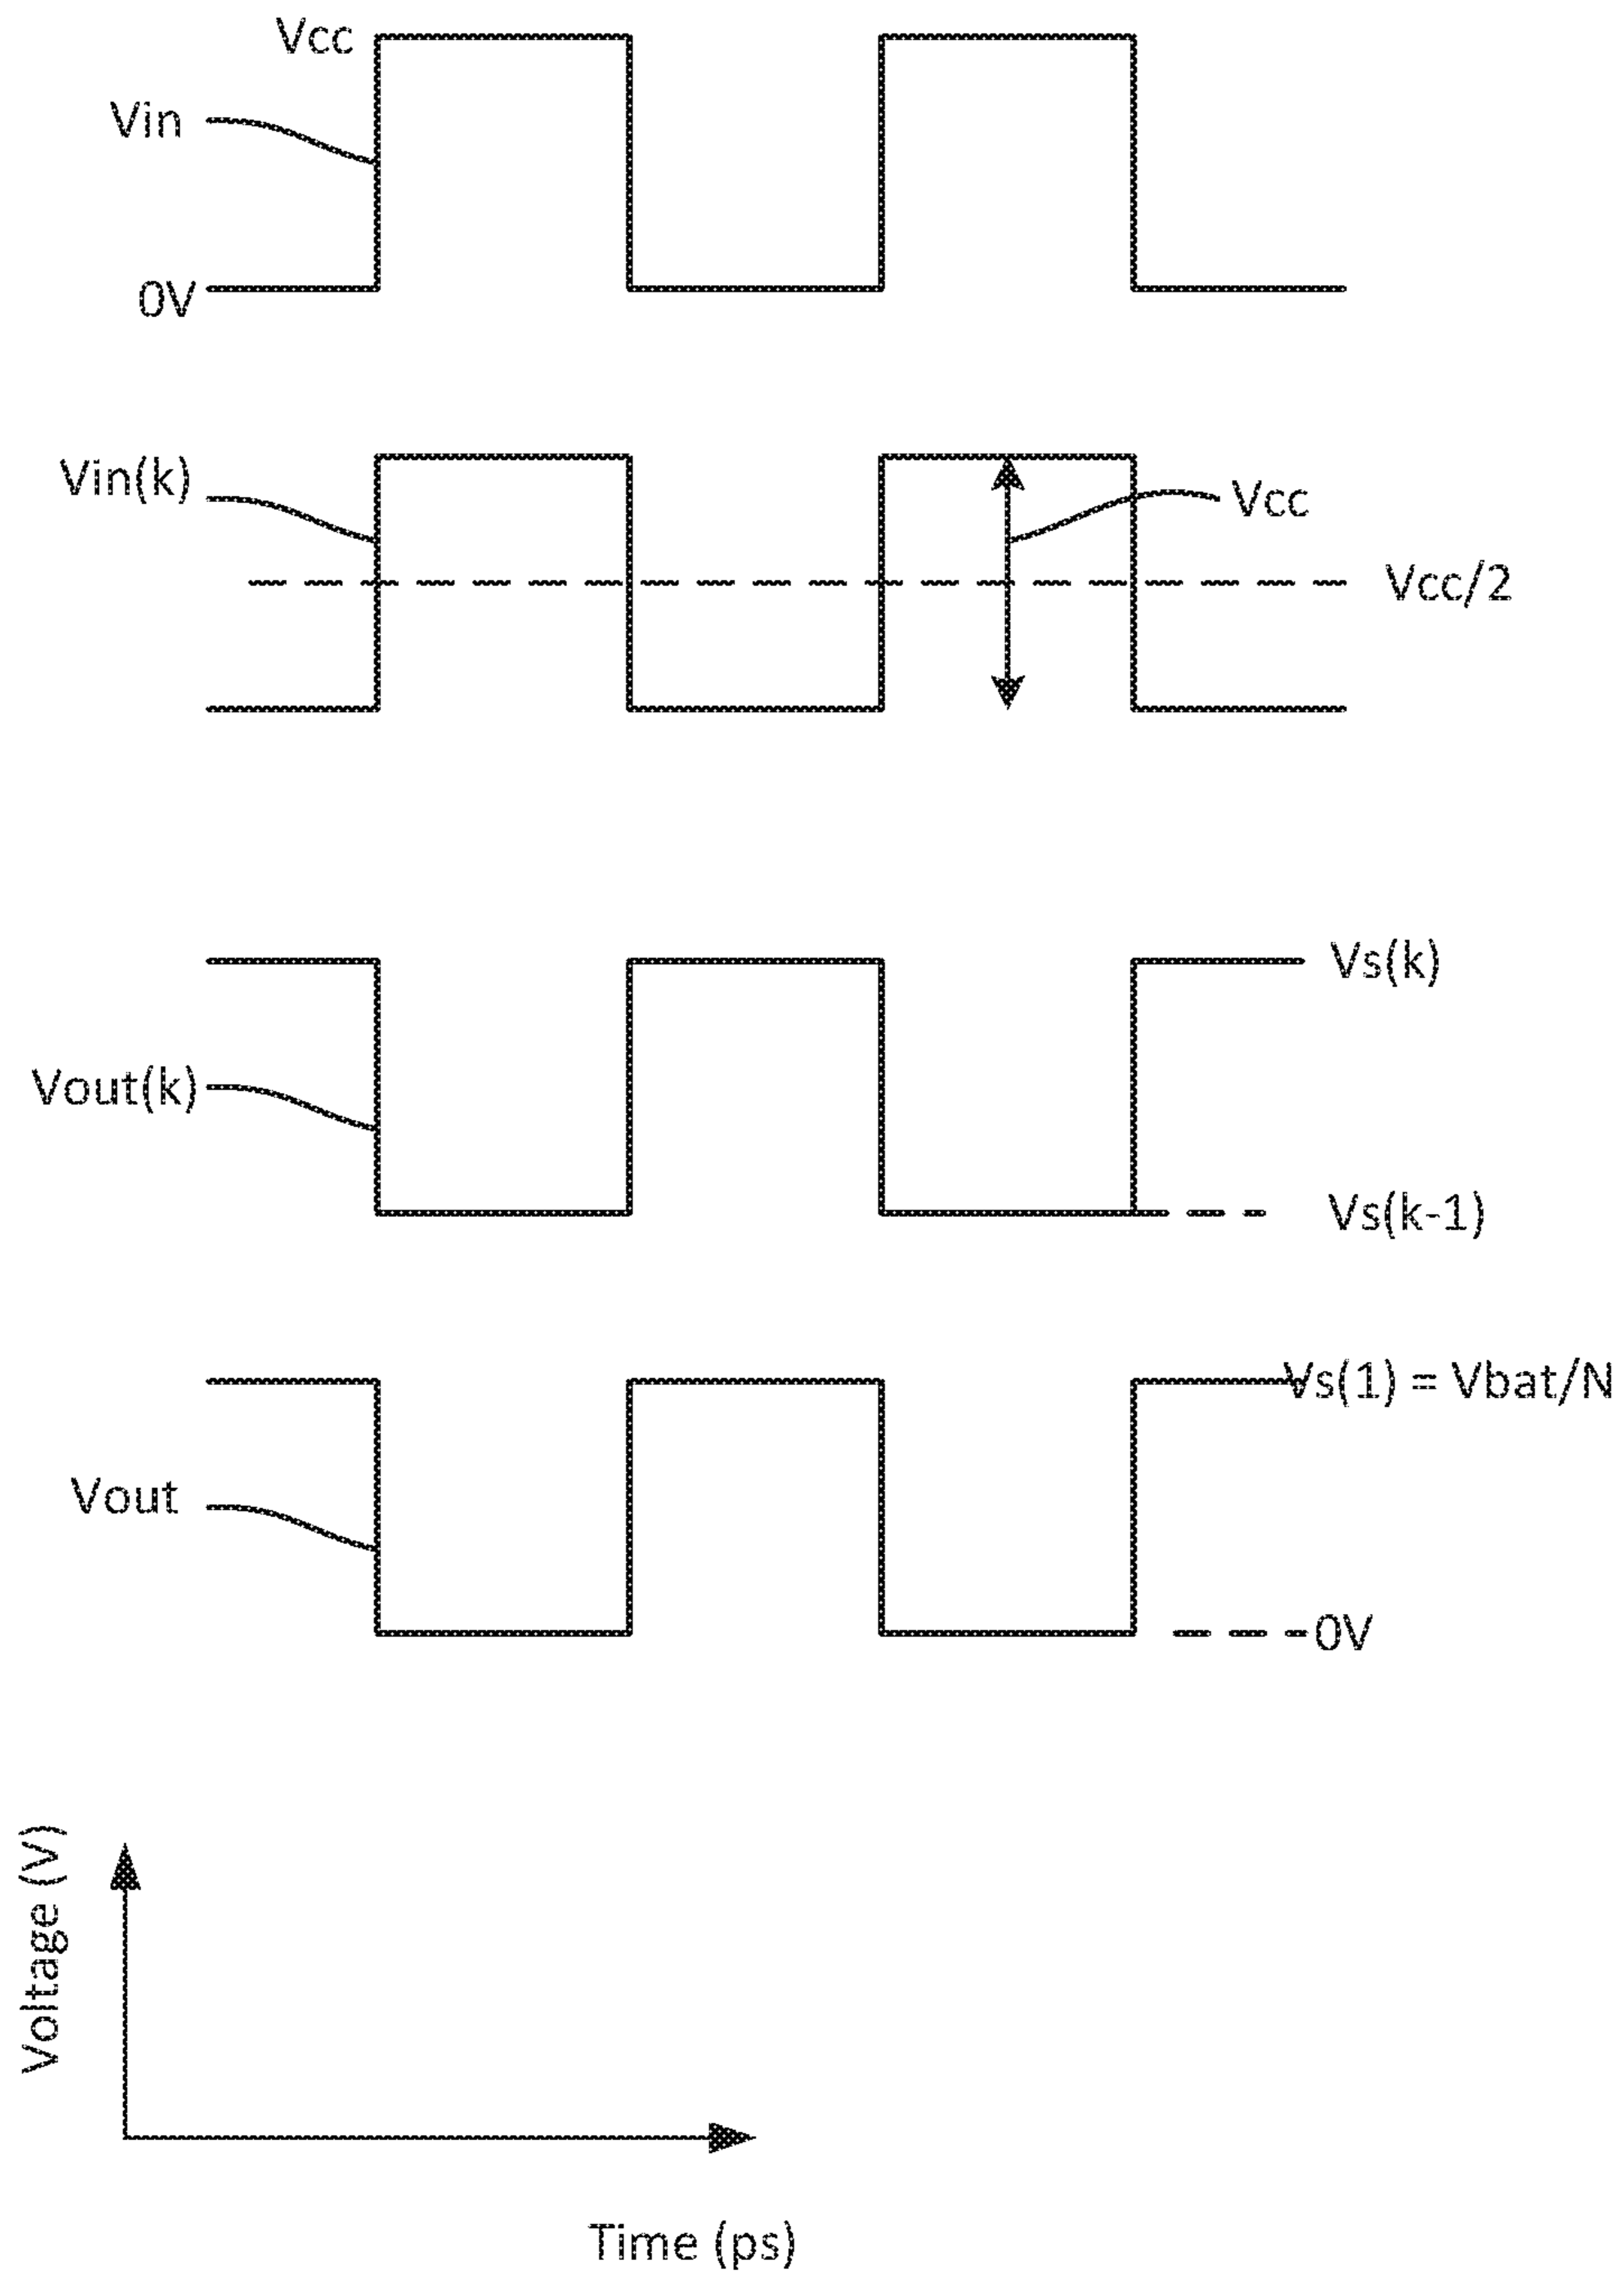 Vcc
Vin
0V
Vin(k)
Vcc
Vcc/2
Vs(k)
Vout(k)
Vs(k-1)
Vs(1) = Vbat/N
Vout
0V
Voltage (V)
Time (ps)